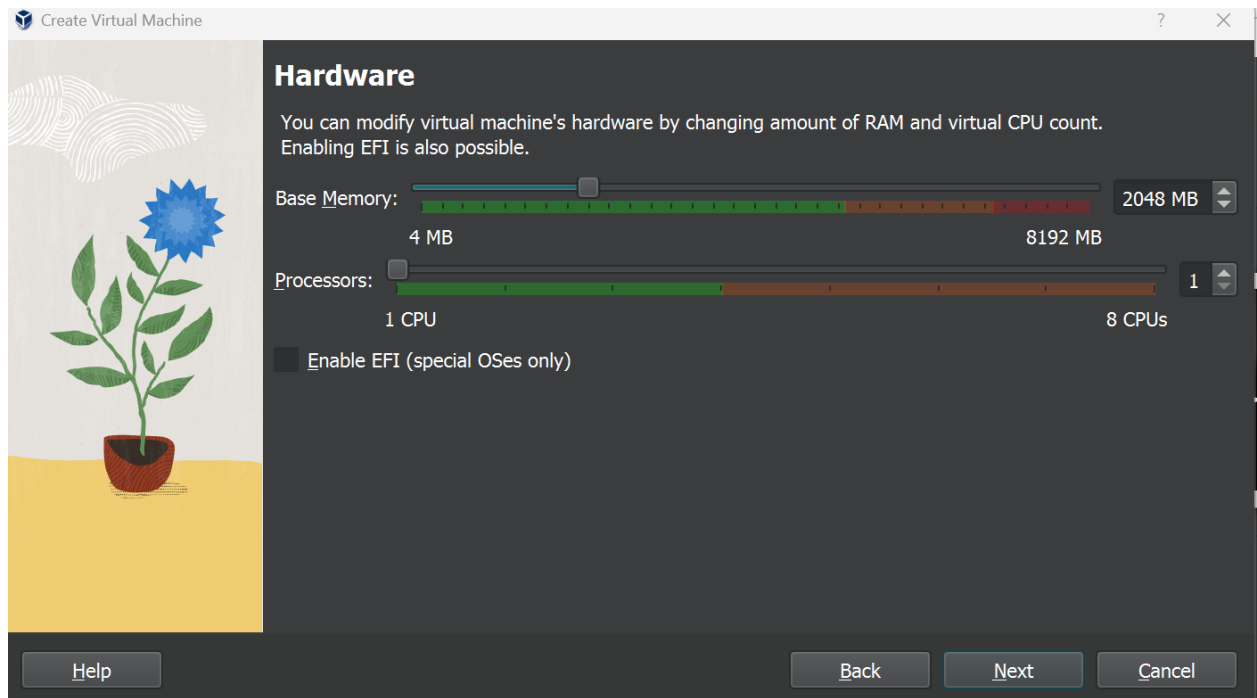 Create Virtual Machine
?
Hardware
You can modify virtual machine's hardware by changing amount of RAM and virtual CPU count.
Enabling EFI is also possible.
Base Memory: 2048 MB
4 MB 8192 MB
Processors: 1
1 CPU 8 CPUs
Enable EFI (special OSes only)
Help Back Next Cancel